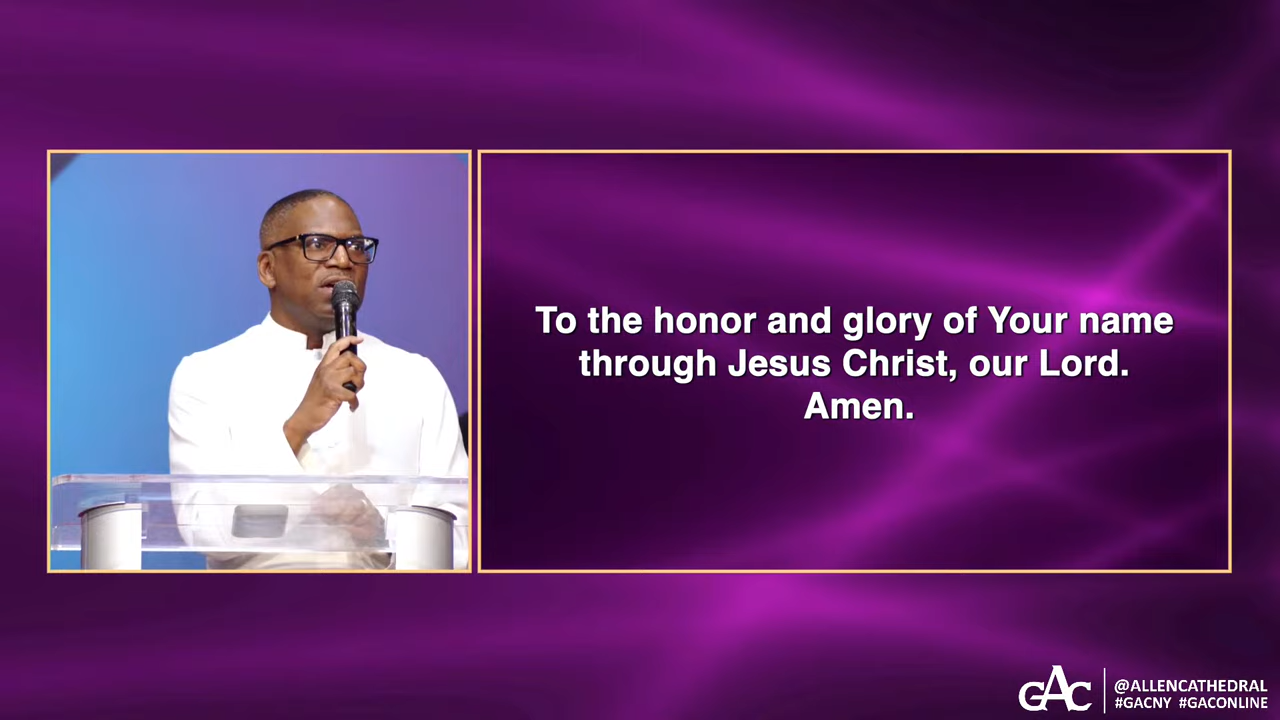 To the honor and glory of Your name
through Jesus Christ, our Lord.
Amen.
GAC
@ALLENCATHEDRAL
#GACNY #GACONLINE